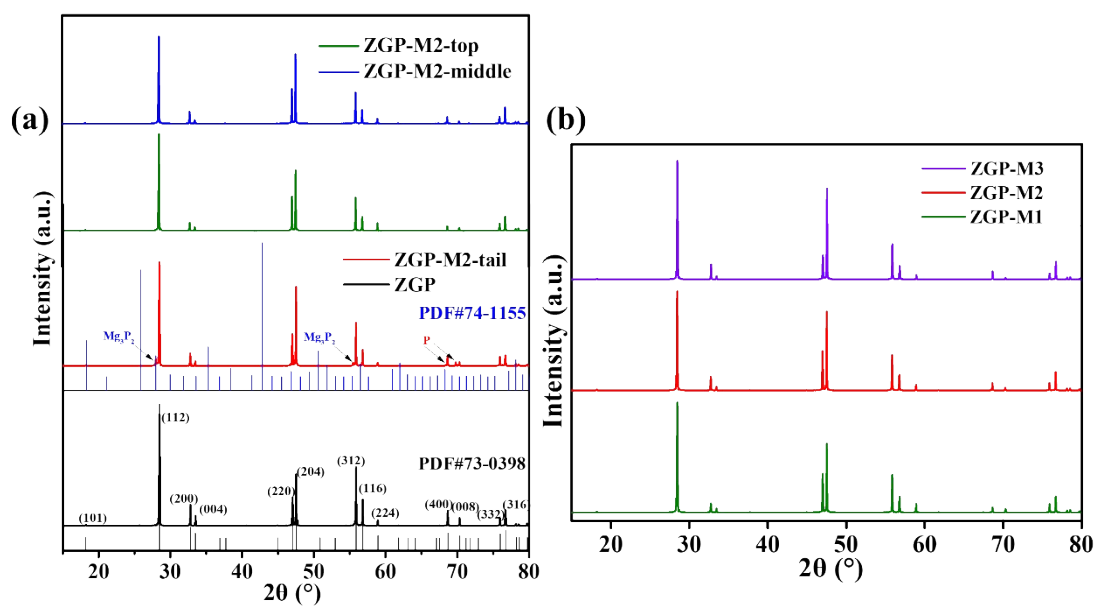 (a)
Intensity (a.u.)
ZGP-M2-top
ZGP-M2-middle
ZGP-M2-tail
ZGP
PDF#74-1155
Mg3P2
Mg3P2
P
(112)
(101)
(200)
(004)
(220)
(204)
(312)
(116)
(224)
PDF#73-0398
(400)
(008)
(332)
(316)
20 30 40 50 60 70 80
2θ (°)
(b)
Intensity (a.u.)
ZGP-M3
ZGP-M2
ZGP-M1
20 30 40 50 60 70 80
2θ (°)